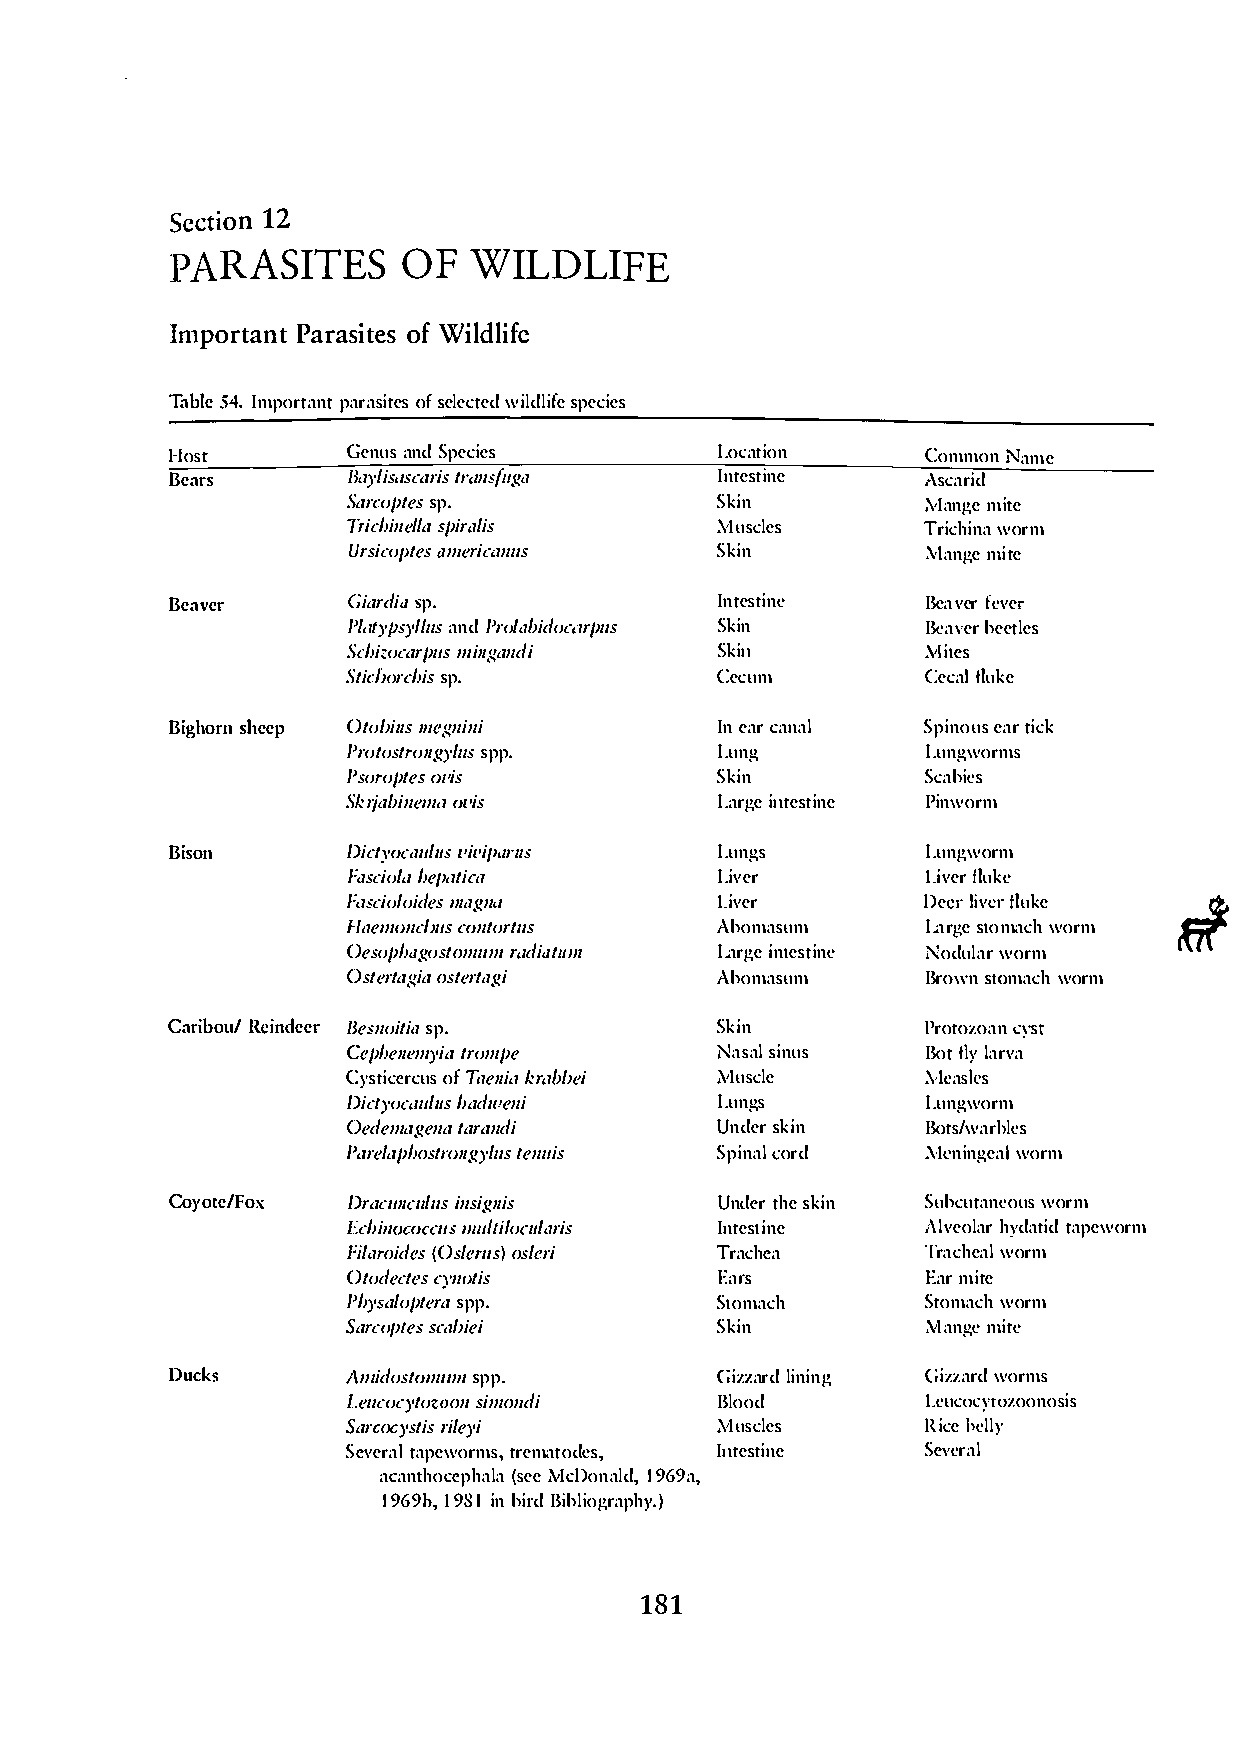 Section 12
PARASITES OF WILDLIFE
Important Parasites of Wildlife
Table 54. Important parasites of selected wildlife species
Host Genus and Species Location Common Name
Bears Baylisascaris transfuga Intestine Ascarid
Sarcoptes sp. Skin Mange mite
Trichinella spiralis Muscles Trichina worm
Ursicoptes americanus Skin Mange mite
Beaver Giardia sp. Intestine Beaver fever
Platypsyllus and Prolabidocarpus Skin Beaver beetles
Schizocarpus mingaudi Skin Mites
Stichorchis sp. Cecum Cecal fluke
Bighorn sheep Otobius megnini In ear canal Spinous ear tick
Protostrongylus spp. Lung Lungworms
Psoroptes ovis Skin Scabies
Skrjabinema ovis Large intestine Pinworm
Bison Dictyocaulus viviparus Lungs Lungworm
Fasciola hepatica Liver Liver fluke
Fascioloides magna Liver Deer liver fluke
Haemonchus contortus Abomasum Large stomach worm
Oesophagostomum radiatum Large intestine Nodular worm
Ostertagia ostertagi Abomasum Brown stomach worm
Caribou/ Reindeer Besnoitia sp. Skin Protozoan cyst
Cephenemyia trompe Nasal sinus Bot fly larva
Cysticercus of Taenia krabbei Muscle Measles
Dictyocaulus hadweni Lungs Lungworm
Oedemagena tarandi Under skin Bots/warbles
Parelaphostrongylus tenuis Spinal cord Meningeal worm
Coyote/Fox Dracunculus insignis Under the skin Subcutaneous worm
Echinococcus multilocularis Intestine Alveolar hydatid tapeworm
Filaroides (Oslerus) osleri Trachea Tracheal worm
Otodectes cynotis Ears Ear mite
Physaloptera spp. Stomach Stomach worm
Sarcoptes scabiei Skin Mange mite
Ducks Amidostomum spp. Gizzard lining Gizzard worms
Leucocytozoon simondi Blood Leucocytozoonosis
Sarcocystis rileyi Muscles Rice belly
Several tapeworms, trematodes, Intestine Several
acanthocephala (see McDonald, 1969a,
1969b, 1981 in bird Bibliography.)
181